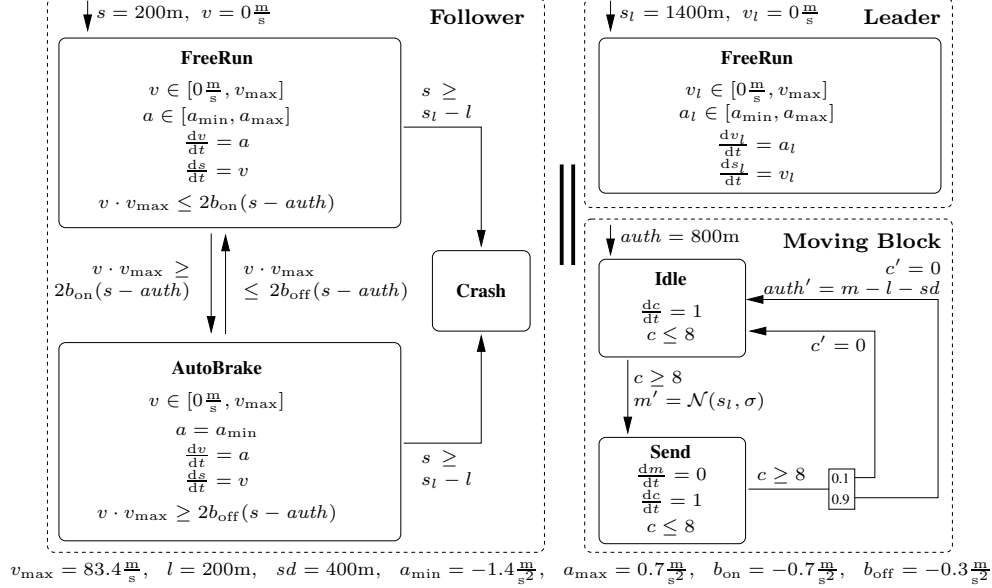 s = 200m, v = 0 m/s
Follower
FreeRun
v ∈ [0 m/s, v_max]
a ∈ [a_min, a_max]
dv/dt = a
ds/dt = v
v · v_max ≤ 2b_on(s − auth)
s ≥
s_l − l
v · v_max ≥
2b_on(s − auth)
v · v_max
≤ 2b_off(s − auth)
Crash
AutoBrake
v ∈ [0 m/s, v_max]
a = a_min
dv/dt = a
ds/dt = v
v · v_max ≥ 2b_off(s − auth)
s ≥
s_l − l
s_l = 1400m, v_l = 0 m/s
Leader
FreeRun
v_l ∈ [0 m/s, v_max]
a_l ∈ [a_min, a_max]
dv_l/dt = a_l
ds_l/dt = v_l
auth = 800m
Moving Block
Idle
dc/dt = 1
c ≤ 8
c′ = 0
auth′ = m − l − sd
c′ = 0
c ≥ 8
m′ = 𝒩(s_l, σ)
Send
dm/dt = 0
dc/dt = 1
c ≤ 8
c ≥ 8
0.1
0.9
v_max = 83.4 m/s, l = 200m, sd = 400m, a_min = −1.4 m/s2, a_max = 0.7 m/s2, b_on = −0.7 m/s2, b_off = −0.3 m/s2